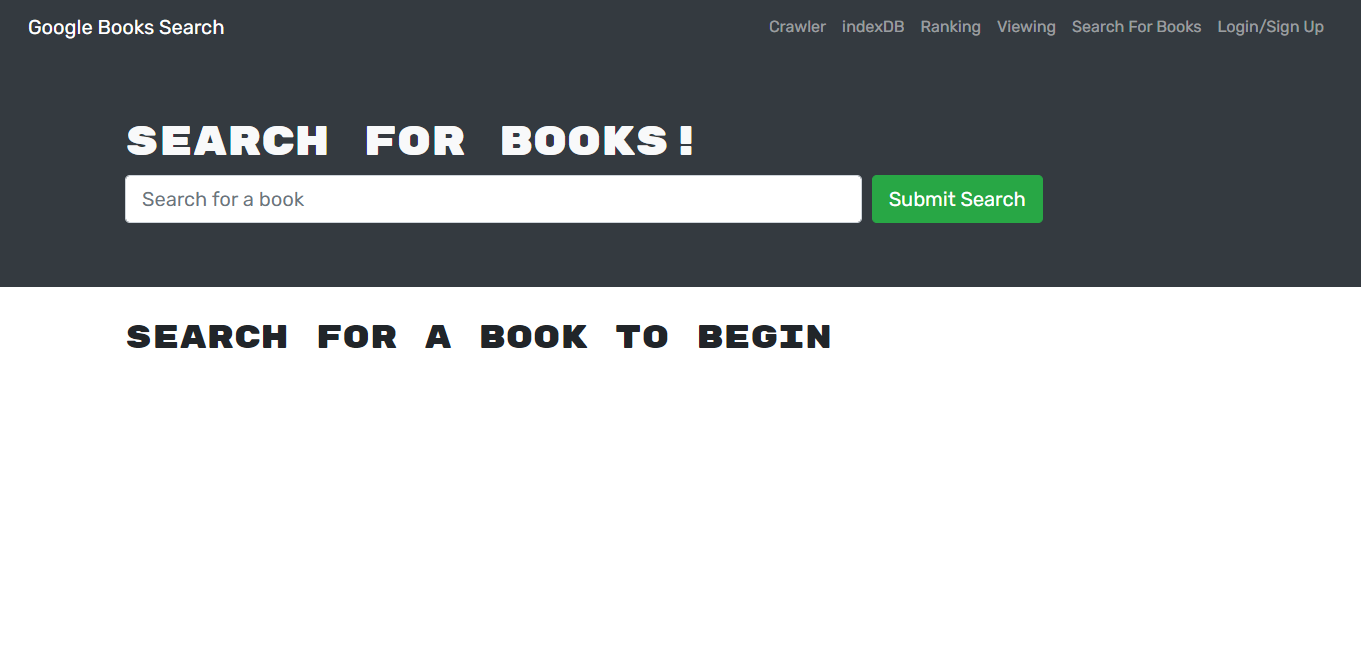 Google Books Search Crawler indexDB Ranking Viewing Search For Books Login/Sign Up
SEARCH FOR BOOKS!
Search for a book Submit Search
SEARCH FOR A BOOK TO BEGIN